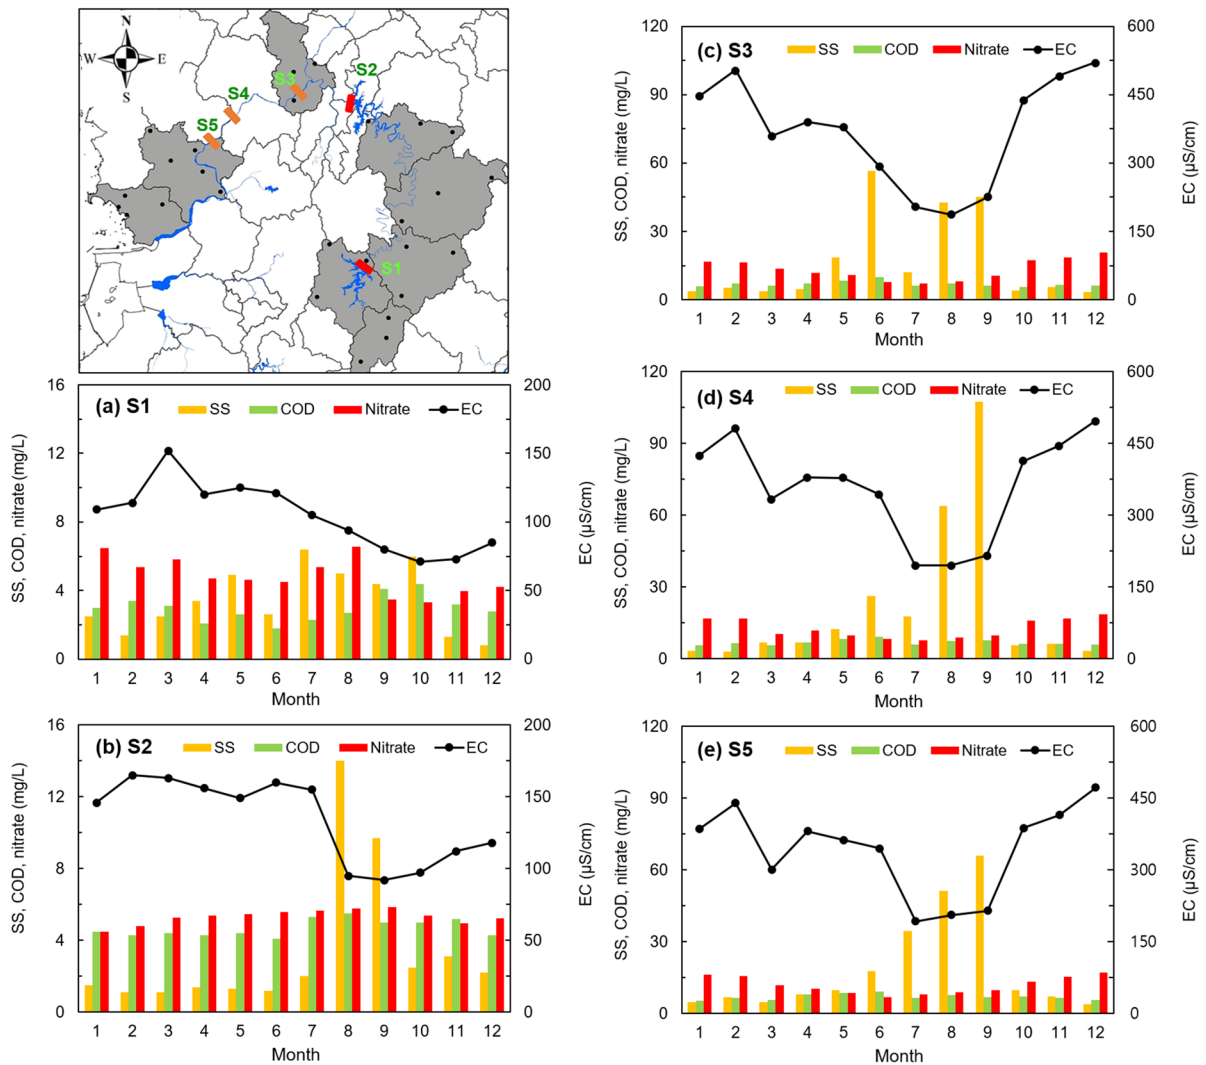 N
W E
S
S1
S2
S3
S4
S5
(a) S1
SS COD Nitrate EC
16 12 8 4 0
200 150 100 50 0
SS, COD, nitrate (mg/L)
EC (µS/cm)
1 2 3 4 5 6 7 8 9 10 11 12
Month
(b) S2
SS COD Nitrate EC
16 12 8 4 0
200 150 100 50 0
SS, COD, nitrate (mg/L)
EC (µS/cm)
1 2 3 4 5 6 7 8 9 10 11 12
Month
(c) S3
SS COD Nitrate EC
120 90 60 30 0
600 450 300 150 0
SS, COD, nitrate (mg/L)
EC (µS/cm)
1 2 3 4 5 6 7 8 9 10 11 12
Month
(d) S4
SS COD Nitrate EC
120 90 60 30 0
600 450 300 150 0
SS, COD, nitrate (mg/L)
EC (µS/cm)
1 2 3 4 5 6 7 8 9 10 11 12
Month
(e) S5
SS COD Nitrate EC
120 90 60 30 0
600 450 300 150 0
SS, COD, nitrate (mg/L)
EC (µS/cm)
1 2 3 4 5 6 7 8 9 10 11 12
Month